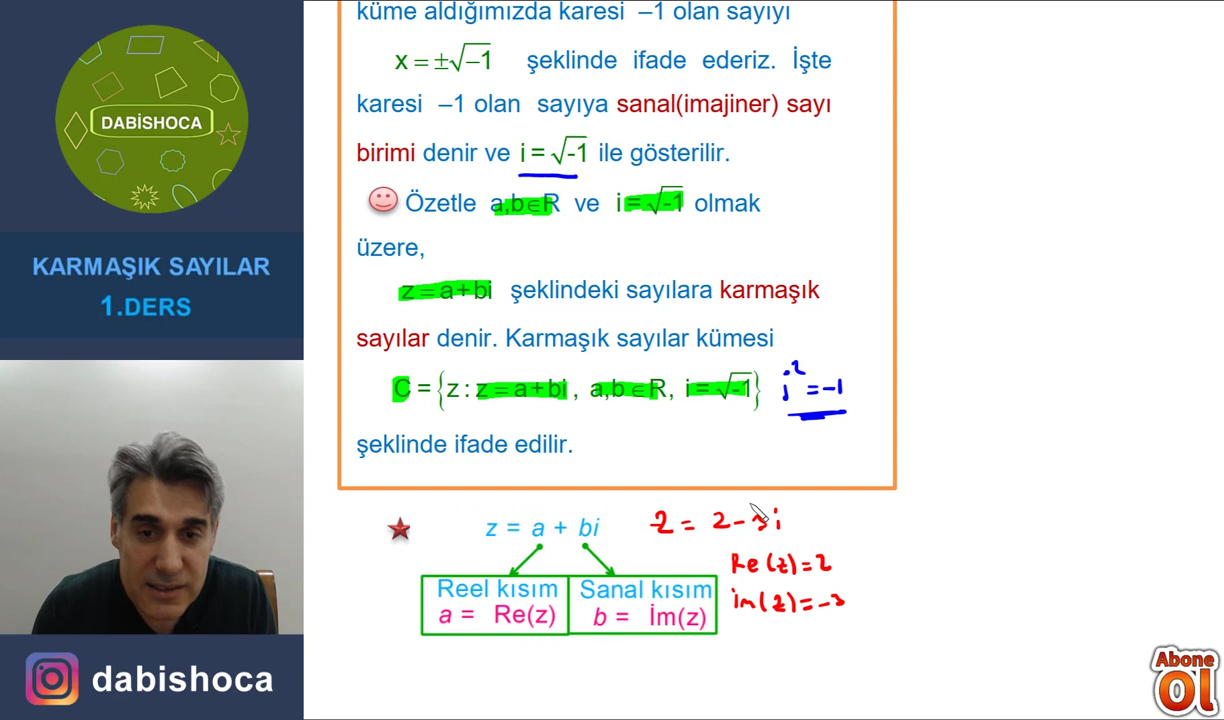 küme aldığımızda karesi –1 olan sayıyı
x = ±√–1 şeklinde ifade ederiz. İşte
karesi –1 olan sayıya sanal(imajiner) sayı
birimi denir ve i = √-1 ile gösterilir.
Özetle a,b∈R ve i = √-1 olmak
üzere,
z = a+bi şeklindeki sayılara karmaşık
sayılar denir. Karmaşık sayılar kümesi
C = {z : z = a+bi , a,b ∈ R, i = √-1} i² = -1
şeklinde ifade edilir.
z = a + bi z = 2 - 3i
Reel kısım Sanal kısım Re(z) = 2
a = Re(z) b = İm(z) im(z) = -3
DABİSHOCA
KARMAŞIK SAYILAR
1.DERS
dabishoca
Abone
Ol